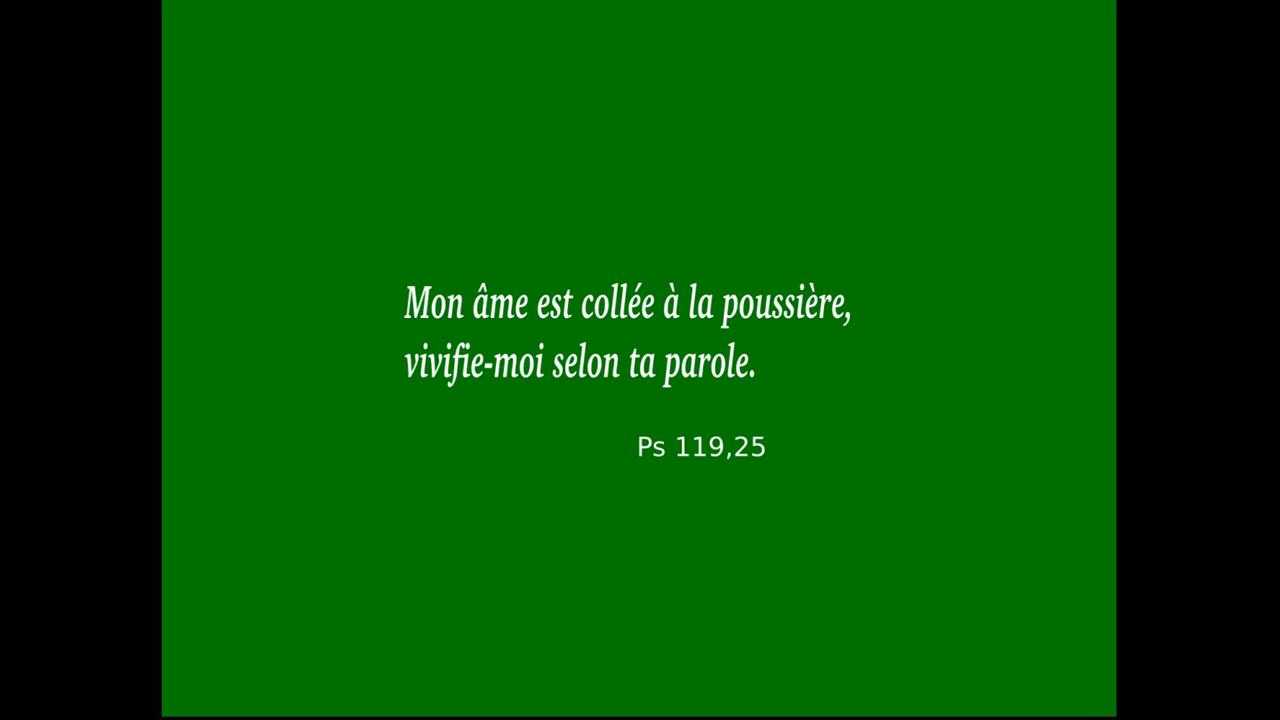 Mon âme est collée à la poussière,
vivifie-moi selon ta parole.
Ps 119,25